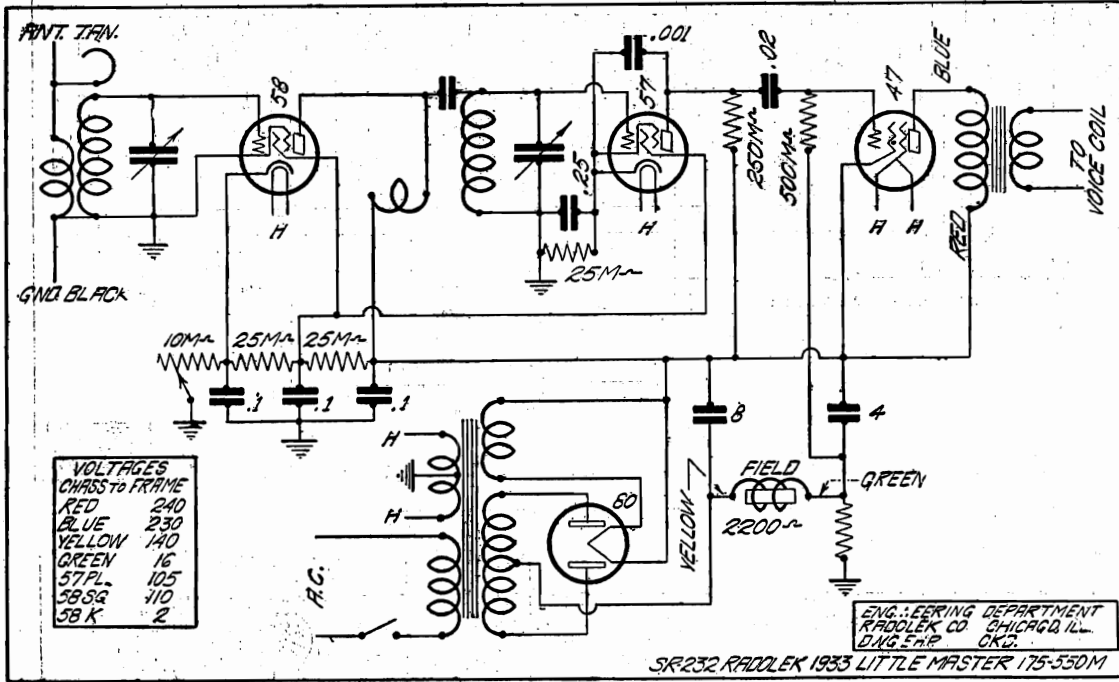 ANT. TAN.
58
.001
57
.02
47
BLUE
.25
250M~
500M~
TO
VOICE COIL
H
H
H
H
RED
25M~
GND. BLACK
10M~
25M~
25M~
.1
.1
.1
8
4
H
H
YELLOW
FIELD
GREEN
2200~
80
A.C.
VOLTAGES
CHASS TO FRAME
RED 240
BLUE 230
YELLOW 140
GREEN 16
57 PL. 105
58 SG 110
58 K 2
DEPARTMENT
RADOLEK CO CHICAGO, ILL.
CKD.
SR-232 RADOLEK 1933 LITTLE MASTER 175-550M